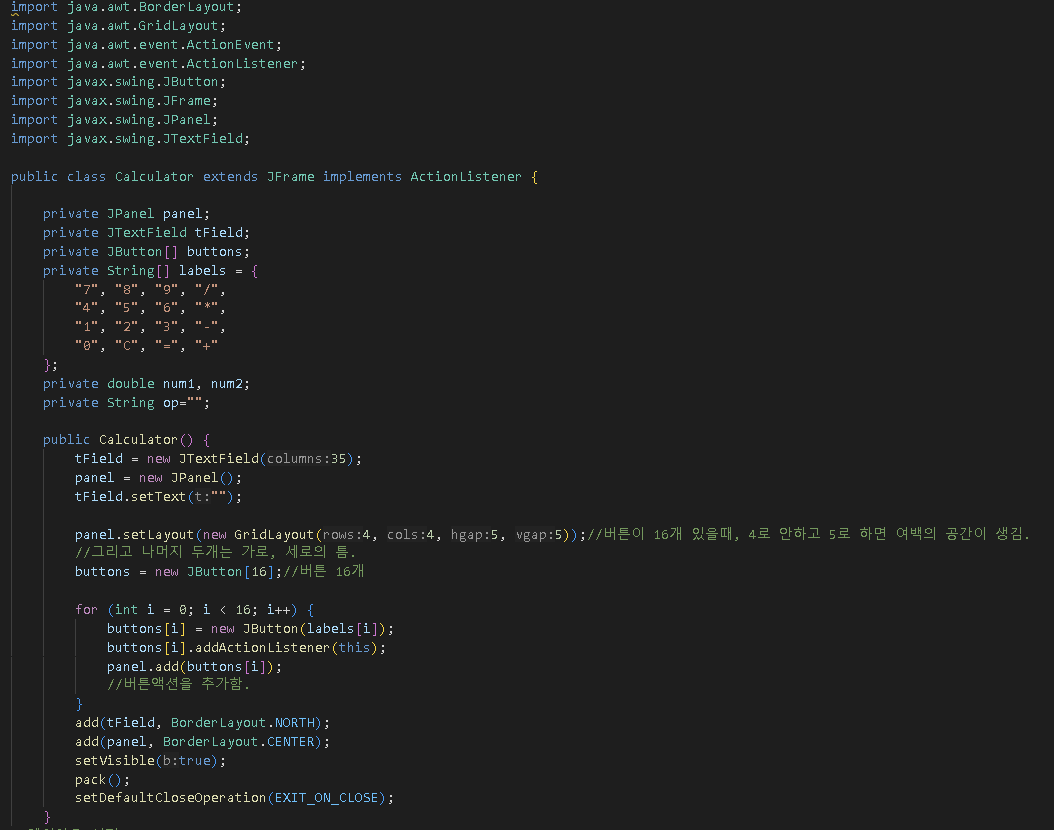 import java.awt.BorderLayout;
import java.awt.GridLayout;
import java.awt.event.ActionEvent;
import java.awt.event.ActionListener;
import javax.swing.JButton;
import javax.swing.JFrame;
import javax.swing.JPanel;
import javax.swing.JTextField;

public class Calculator extends JFrame implements ActionListener {

    private JPanel panel;
    private JTextField tField;
    private JButton[] buttons;
    private String[] labels = {
        "7", "8", "9", "/",
        "4", "5", "6", "*",
        "1", "2", "3", "-",
        "0", "C", "=", "+"
    };
    private double num1, num2;
    private String op="";

    public Calculator() {
        tField = new JTextField(columns:35);
        panel = new JPanel();
        tField.setText(t:"");

        panel.setLayout(new GridLayout(rows:4, cols:4, hgap:5, vgap:5));//버튼이 16개 있을때, 4로 안하고 5로 하면 여백의 공간이 생김.
        //그리고 나머지 두개는 가로, 세로의 틈.
        buttons = new JButton[16];//버튼 16개

        for (int i = 0; i < 16; i++) {
            buttons[i] = new JButton(labels[i]);
            buttons[i].addActionListener(this);
            panel.add(buttons[i]);
            //버튼액션을 추가함.
        }
        add(tField, BorderLayout.NORTH);
        add(panel, BorderLayout.CENTER);
        setVisible(b:true);
        pack();
        setDefaultCloseOperation(EXIT_ON_CLOSE);
    }